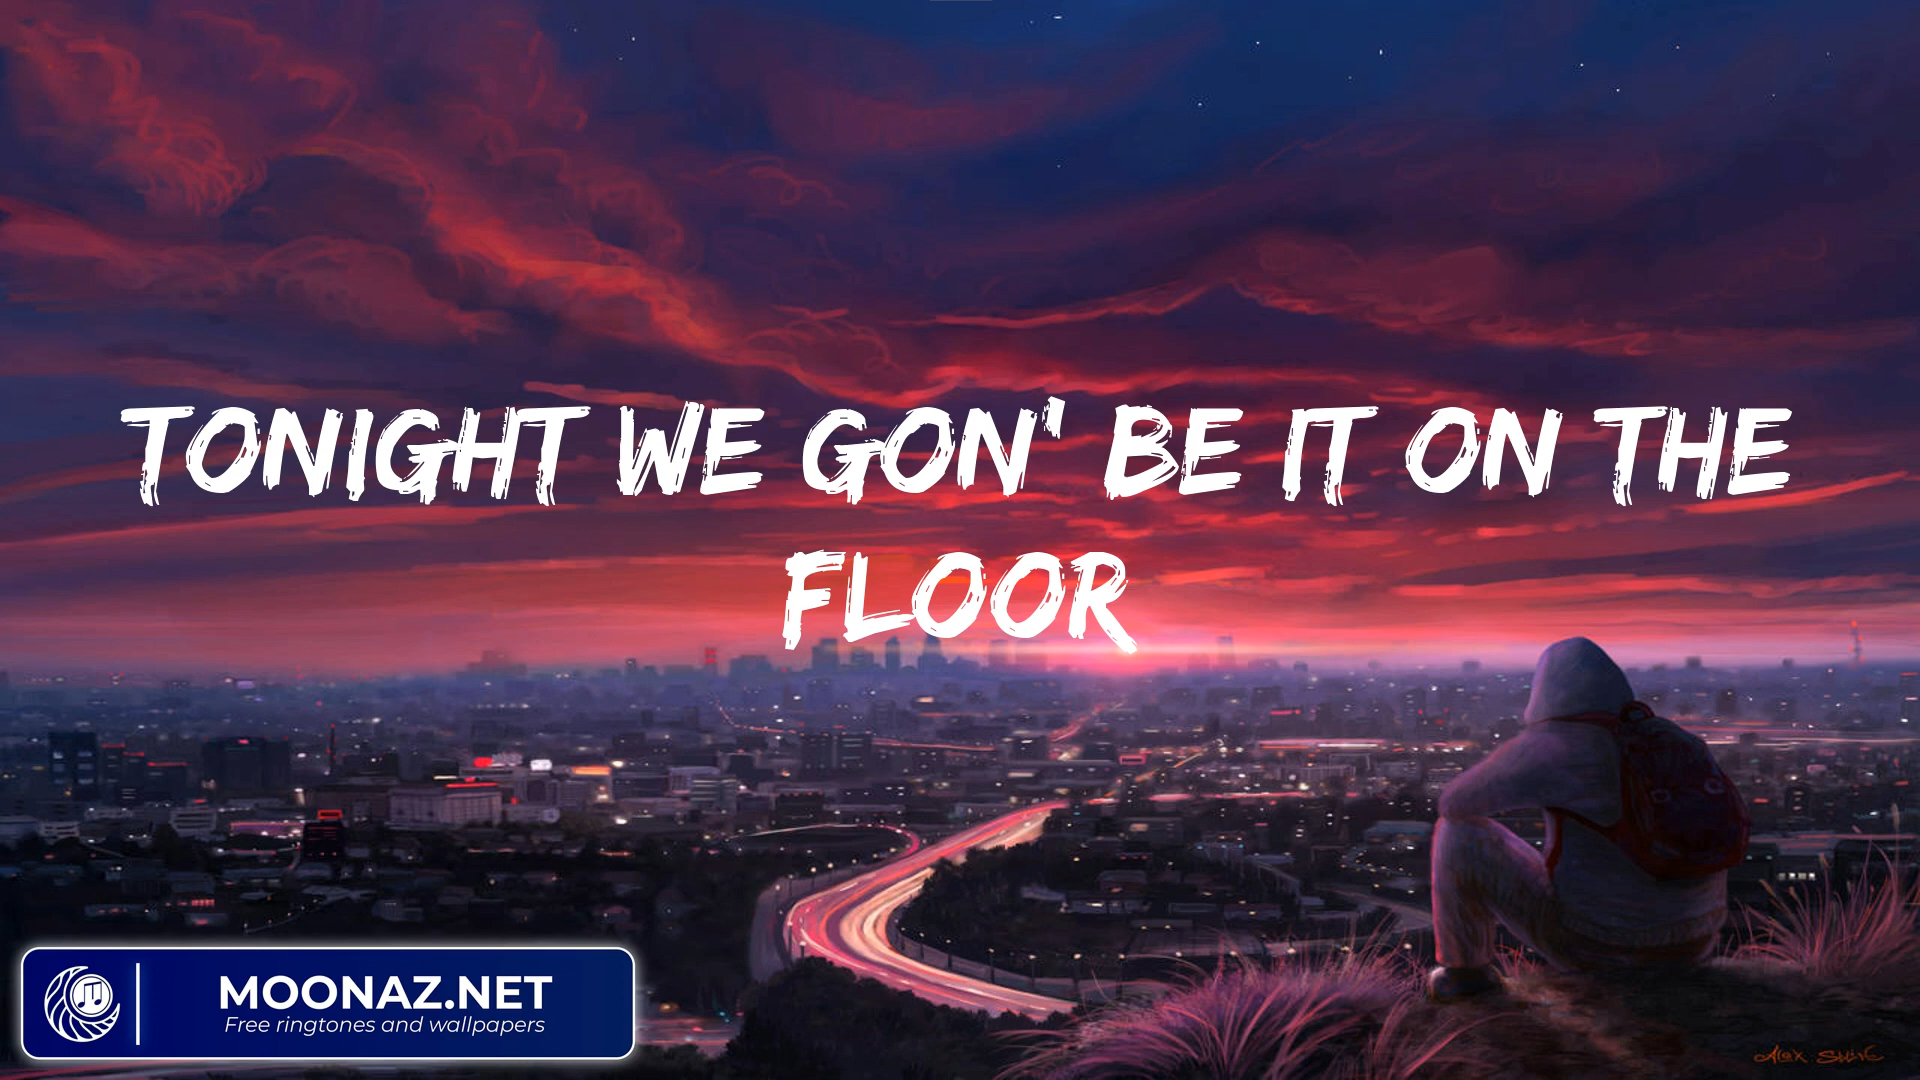 TONIGHT WE GON' BE IT ON THE
FLOOR
MOONAZ.NET
Free ringtones and wallpapers